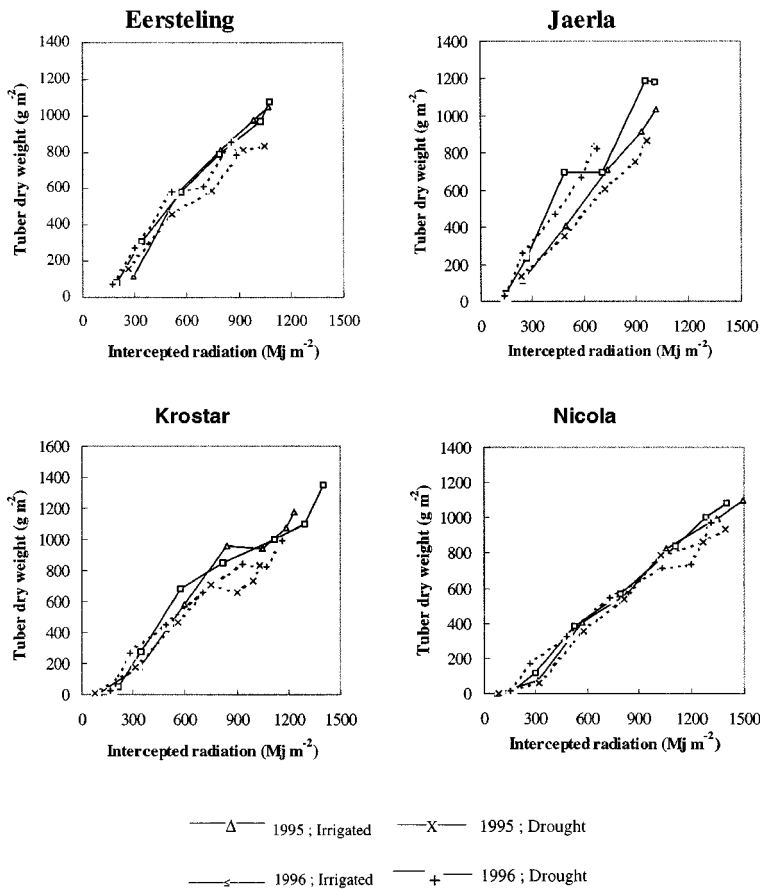 Eersteling
Jaerla
Tuber dry weight (g m-2)
1400
1200
1000
800
600
400
200
0
0 300 600 900 1200 1500
Intercepted radiation (Mj m-2)
Tuber dry weight (g m-2)
1400
1200
1000
800
600
400
200
0
0 300 600 900 1200 1500
Intercepted radiation (Mj m-2)
Krostar
Nicola
Tuber dry weight (g m-2)
1600
1400
1200
1000
800
600
400
200
0
0 300 600 900 1200 1500
Intercepted radiation (Mj m-2)
Tuber dry weight (g m-2)
1400
1200
1000
800
600
400
200
0
0 300 600 900 1200 1500
Intercepted radiation (Mj m-2)
1995 ; Irrigated
1995 ; Drought
≤ 1996 ; Irrigated
1996 ; Drought